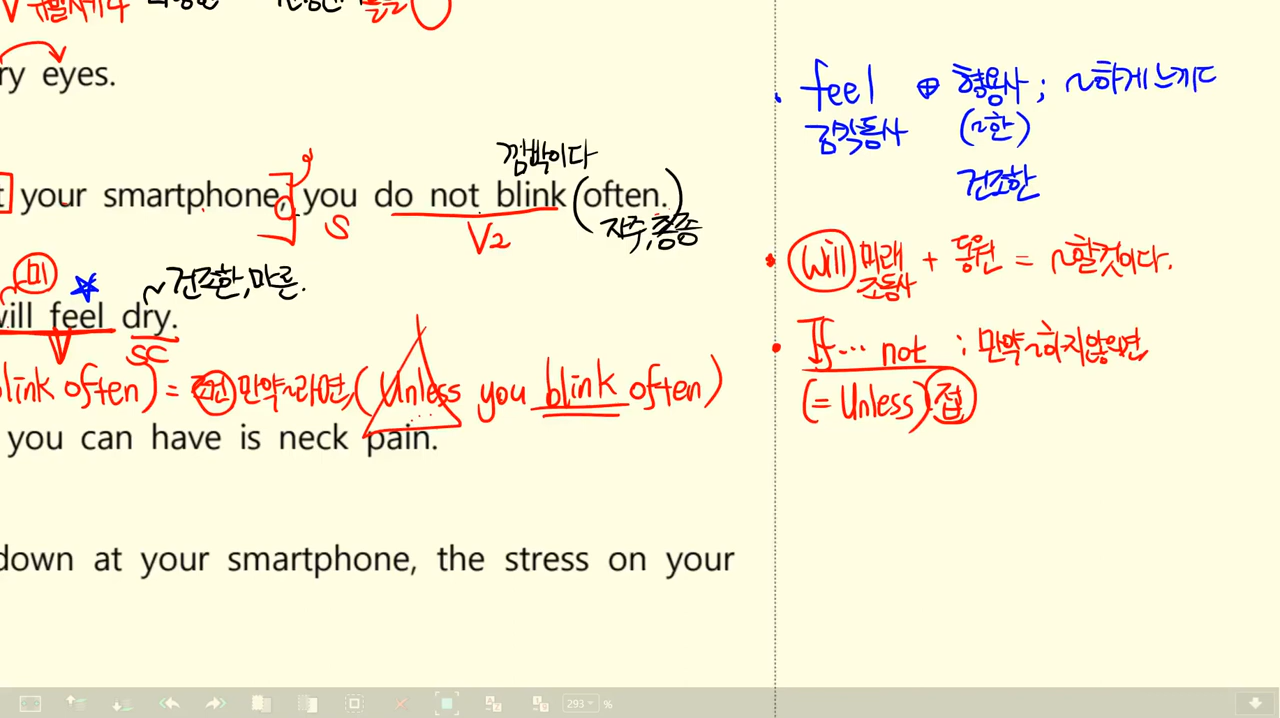 ry eyes.
깜박이다
your smartphone, you do not blink (often.)
S V2 자주, 종종
미 ~건조한, 마른.
will feel dry.
V SC
blink often) = 만약~라면, (Unless you blink often)
you can have is neck pain.
down at your smartphone, the stress on your
· feel ⊕ 형용사 ; ~하게 느끼다
감각동사 (~한)
건조한
· Will 미래 + 동원 = ~할것이다.
조동사
· If... not : 만약~하지않으면
(= Unless) 접
293 %